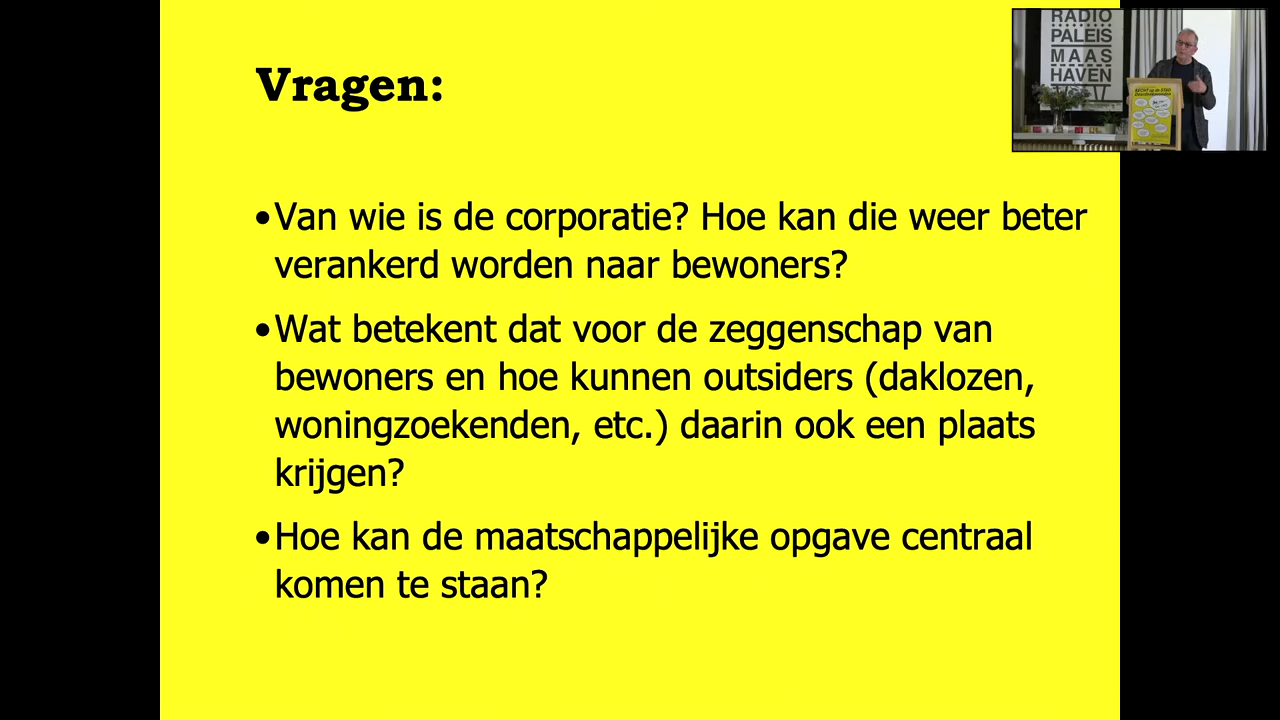 Vragen:
RADIO
PALEIS
MAAS
HAVEN
•Van wie is de corporatie? Hoe kan die weer beter
verankerd worden naar bewoners?
•Wat betekent dat voor de zeggenschap van
bewoners en hoe kunnen outsiders (daklozen,
woningzoekenden, etc.) daarin ook een plaats
krijgen?
•Hoe kan de maatschappelijke opgave centraal
komen te staan?